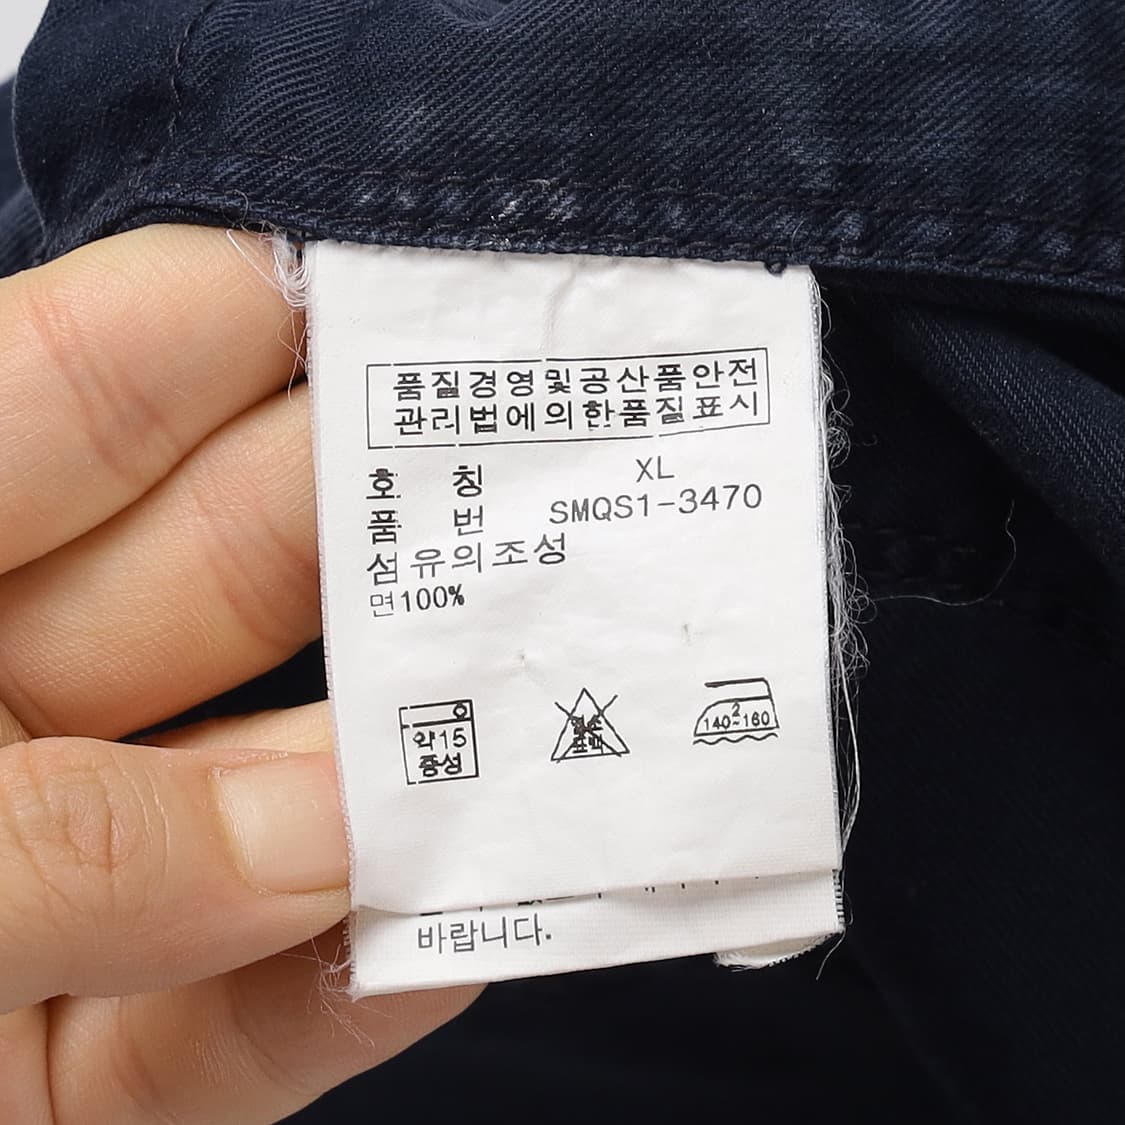 품질경영및공산품안전
관리법에의한품질표시
호 칭 XL
품 번 SMQS1-3470
섬유의조성
면100%
약15
중성
2
140~160
바랍니다.